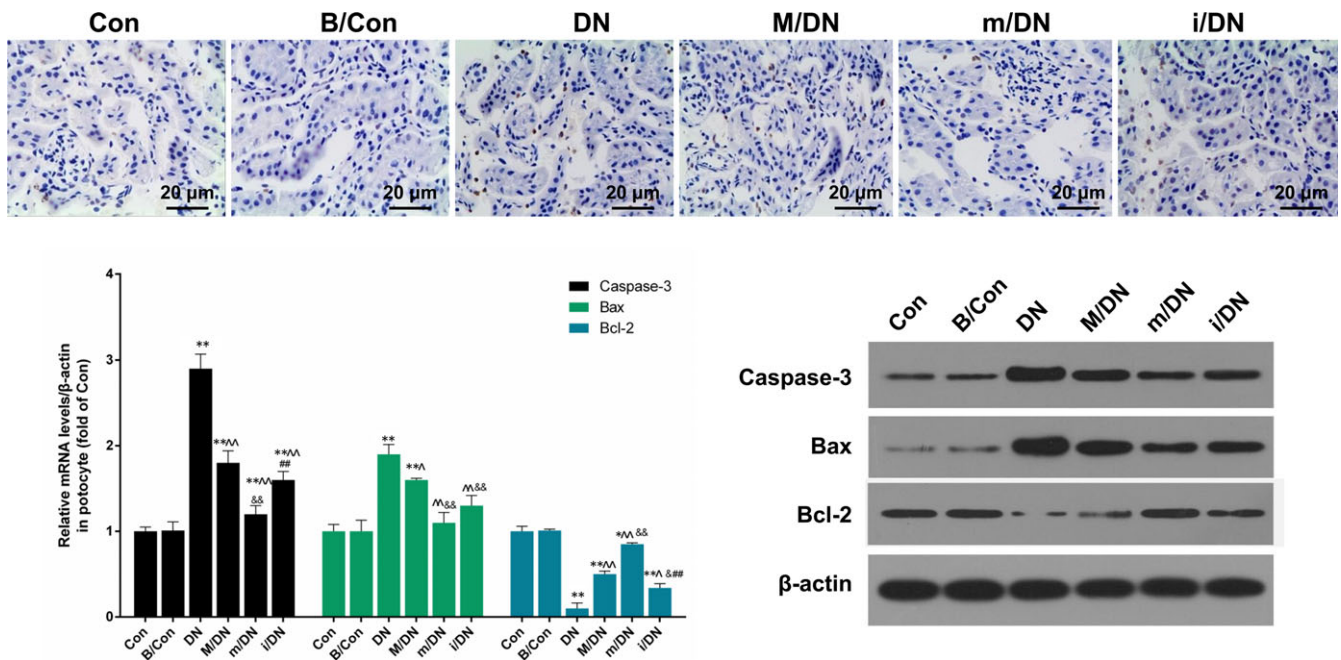 Con B/Con DN M/DN m/DN i/DN
20 μm 20 μm 20 μm 20 μm 20 μm 20 μm
Relative mRNA levels/β-actin
in potocyte (fold of Con)
4
3
2
1
0
Caspase-3
Bax
Bcl-2
**
**^^
**^^
&&
**^^
##
**
**^
^^&&
^^&&
**
**^^
*^^ &&
**^ &##
Con B/Con DN M/DN m/DN i/DN Con B/Con DN M/DN m/DN i/DN Con B/Con DN M/DN m/DN i/DN
Con B/Con DN M/DN m/DN i/DN
Caspase-3
Bax
Bcl-2
β-actin